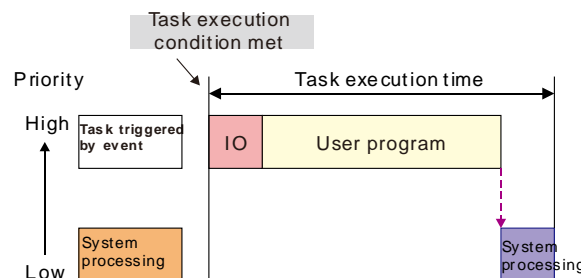 Task execution
condition met
Priority
Task execution time
High
Task triggered
by event
IO
User program
System
processing
System
processing
Low